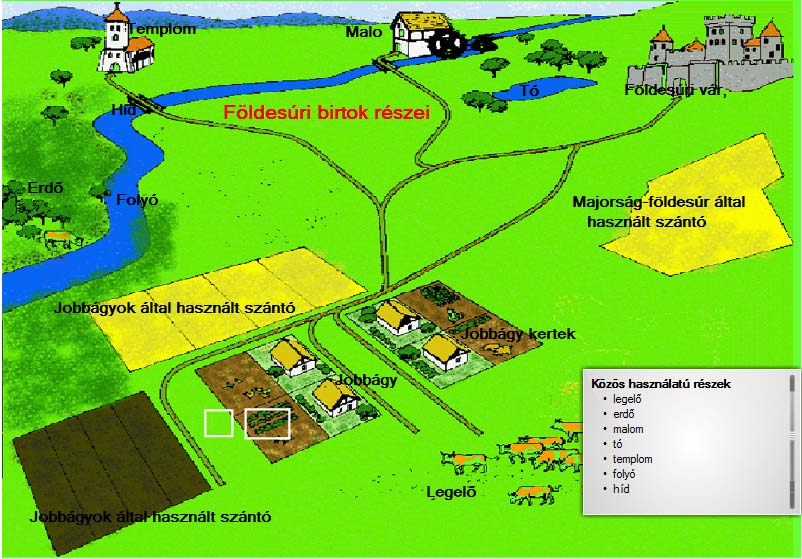 Templom
Malo
Híd
Földesúri birtok részei
Tó
Földesúri vár,
Erdő
Folyó
Majorság-földesúr által
használt szántó
Jobbágyok által használt szántó
Jobbágy kertek
Jobbágy
Közös használatú részek
• legelő
• erdő
• malom
• tó
• templom
• folyó
• híd
Legelő
Jobbágyok által használt szántó